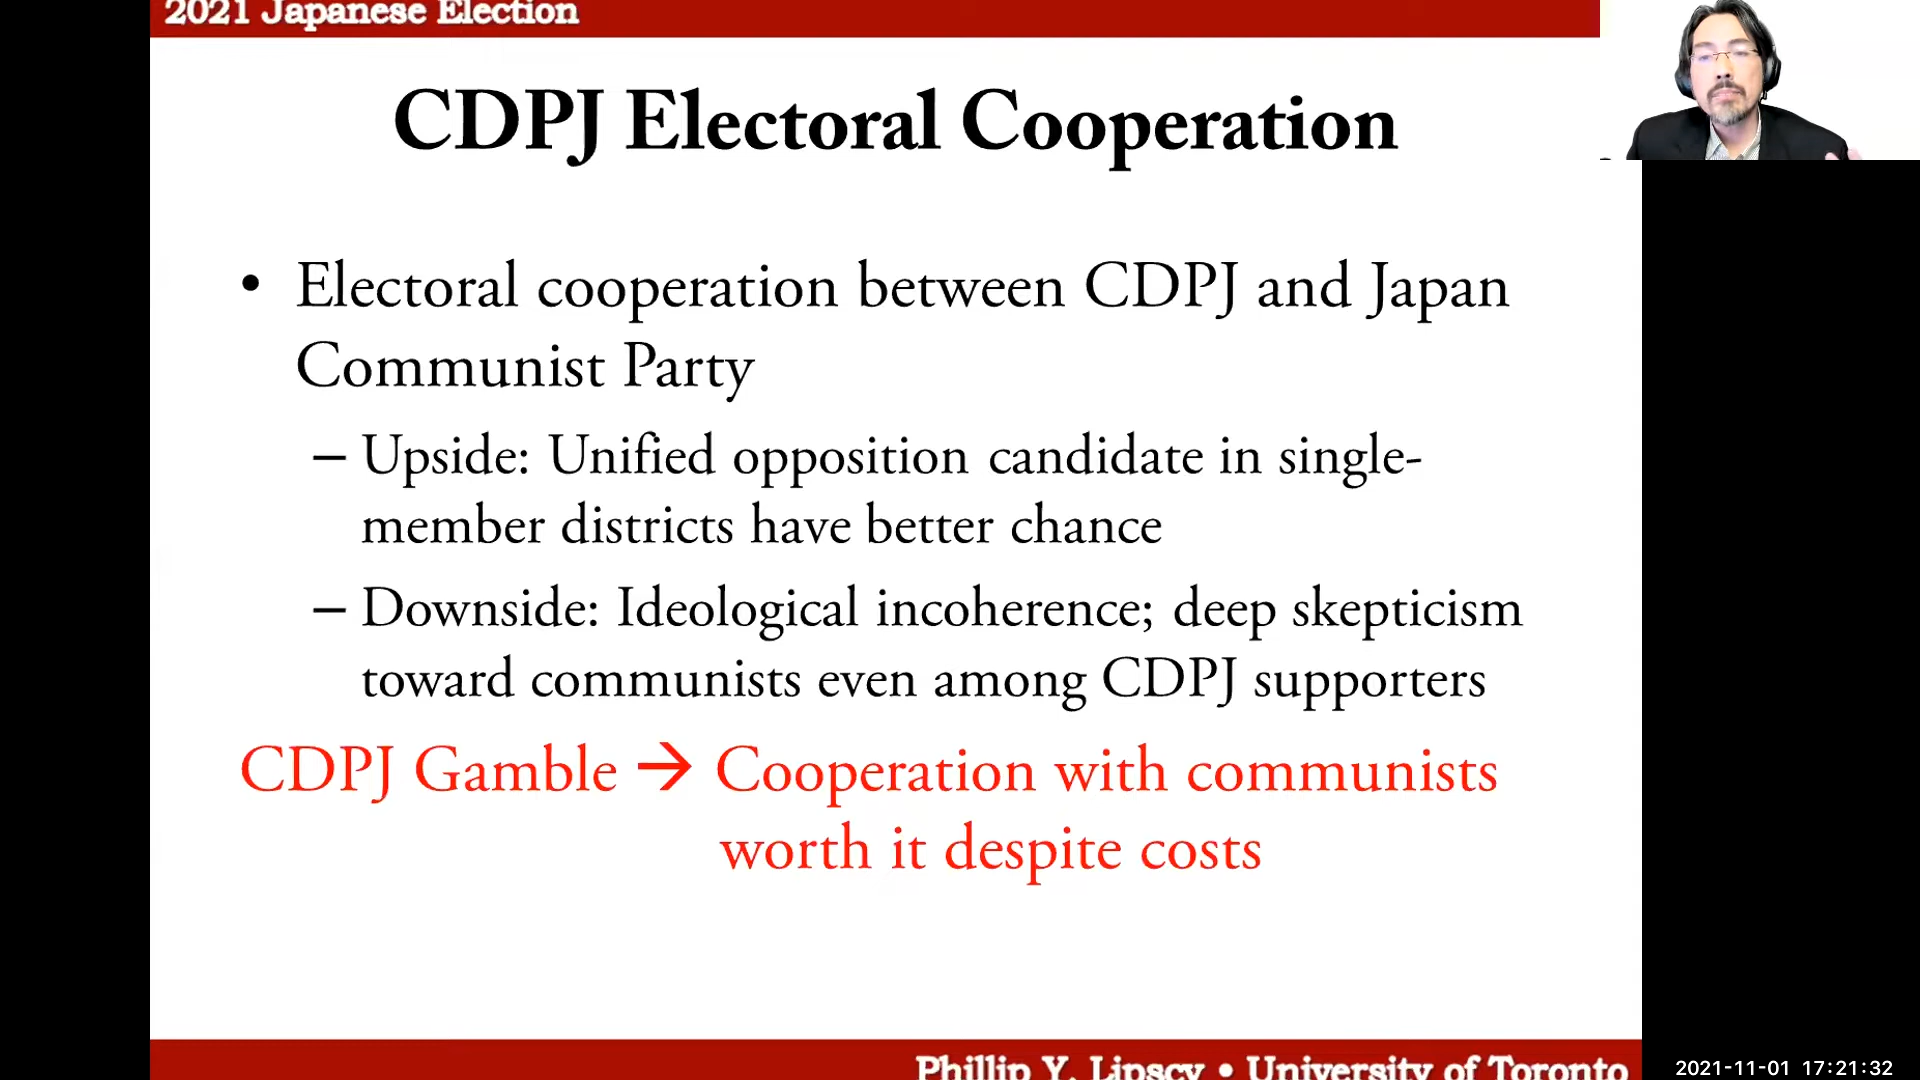 2021 Japanese Election
CDPJ Electoral Cooperation
• Electoral cooperation between CDPJ and Japan
Communist Party
– Upside: Unified opposition candidate in single-
member districts have better chance
– Downside: Ideological incoherence; deep skepticism
toward communists even among CDPJ supporters
CDPJ Gamble → Cooperation with communists
worth it despite costs
Phillip Y. Lipscy • University of Toronto
2021-11-01 17:21:32